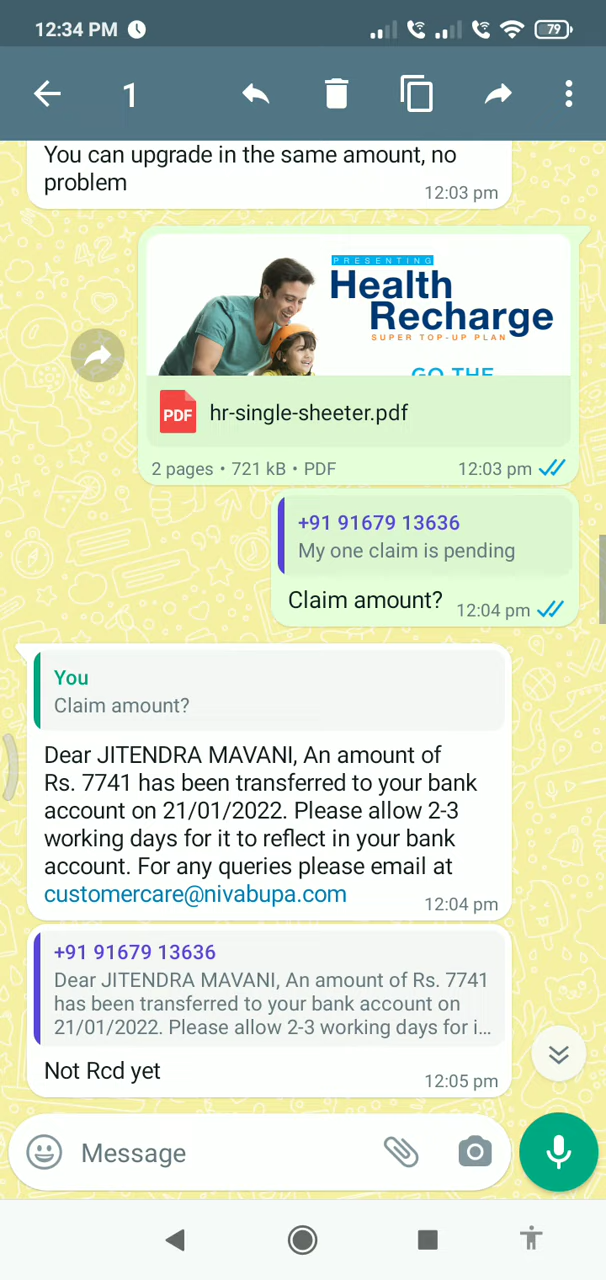 12:34 PM
79
1
You can upgrade in the same amount, no
problem
12:03 pm
PRESENTING
Health
Recharge
SUPER TOP-UP PLAN
GO THE
PDF
hr-single-sheeter.pdf
2 pages • 721 kB • PDF
12:03 pm
+91 91679 13636
My one claim is pending
Claim amount?
12:04 pm
You
Claim amount?
Dear JITENDRA MAVANI, An amount of
Rs. 7741 has been transferred to your bank
account on 21/01/2022. Please allow 2-3
working days for it to reflect in your bank
account. For any queries please email at
customercare@nivabupa.com
12:04 pm
+91 91679 13636
Dear JITENDRA MAVANI, An amount of Rs. 7741
has been transferred to your bank account on
21/01/2022. Please allow 2-3 working days for i...
Not Rcd yet
12:05 pm
Message